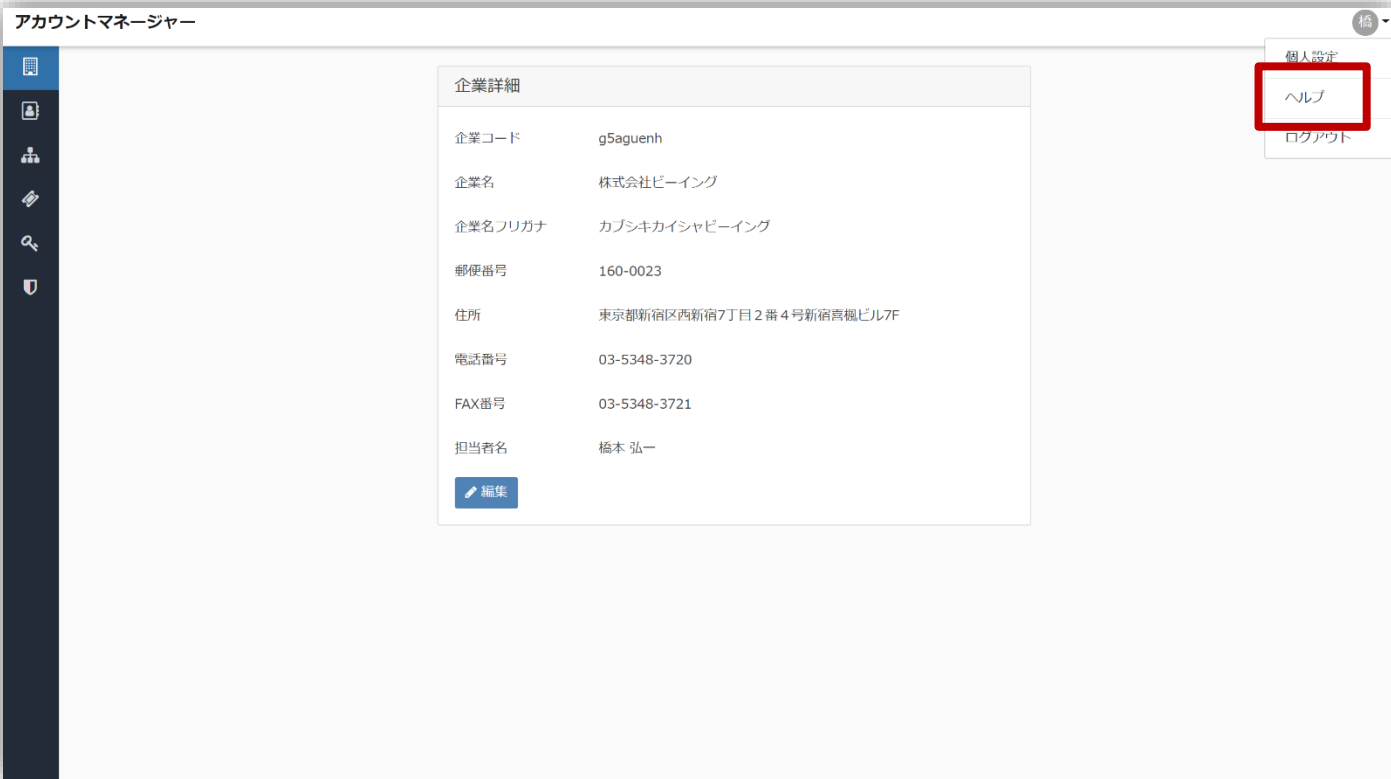 アカウントマネージャー
橋
個人設定
ヘルプ
ログアウト
企業詳細
企業コード g5aguenh
企業名 株式会社ビーイング
企業名フリガナ カブシキカイシャビーイング
郵便番号 160-0023
住所 東京都新宿区西新宿7丁目２番４号新宿喜楓ビル7F
電話番号 03-5348-3720
FAX番号 03-5348-3721
担当者名 橋本 弘一
編集